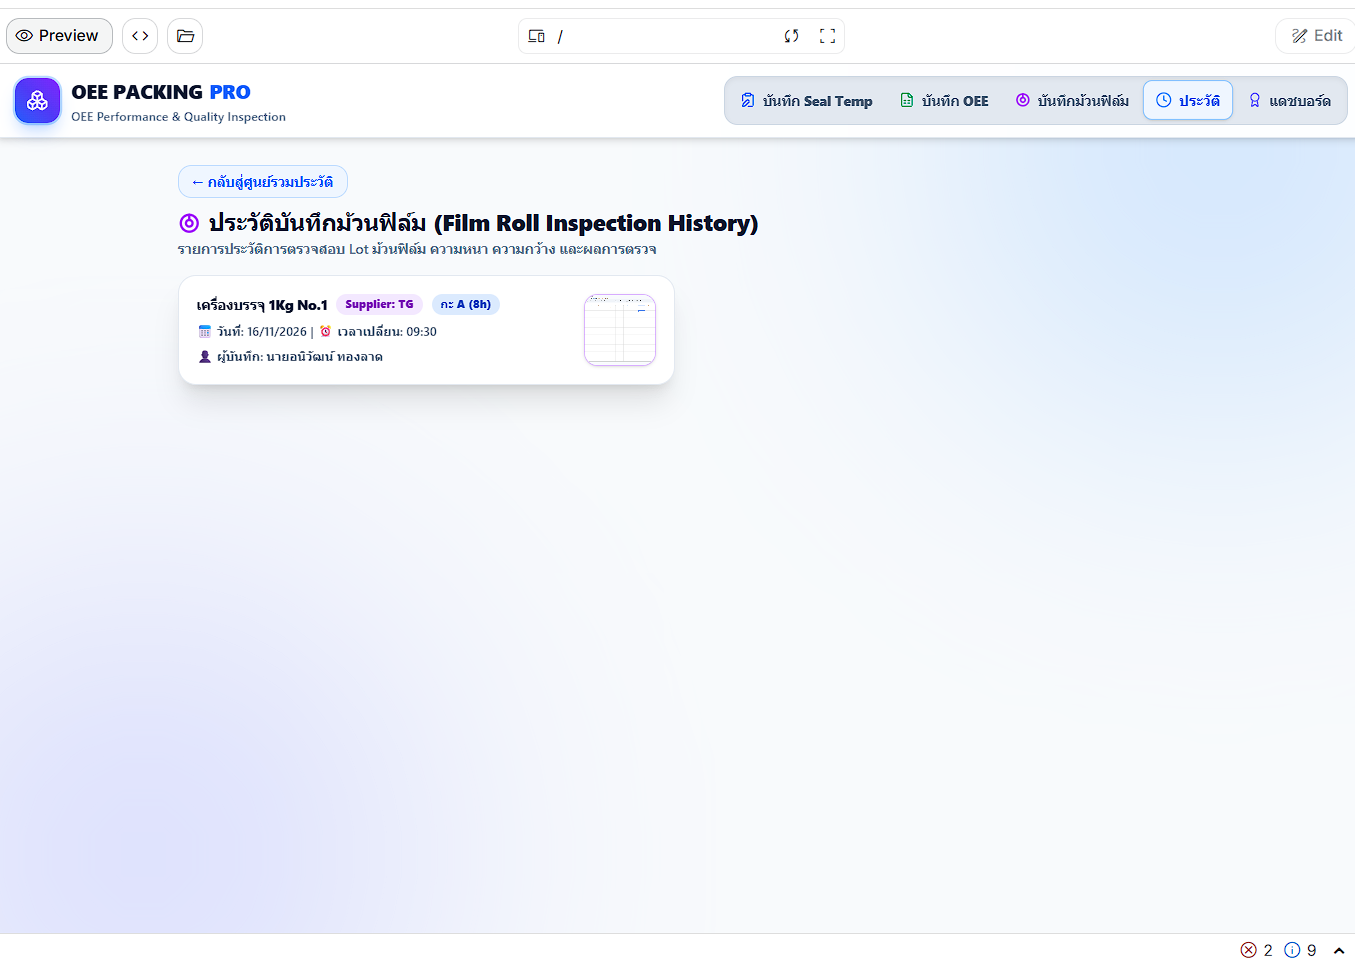 Preview
/
Edit
OEE PACKING PRO
OEE Performance & Quality Inspection
บันทึก Seal Temp
บันทึก OEE
บันทึกม้วนฟิล์ม
ประวัติ
แดชบอร์ด
← กลับสู่ศูนย์รวมประวัติ
ประวัติบันทึกม้วนฟิล์ม (Film Roll Inspection History)
รายการประวัติการตรวจสอบ Lot ม้วนฟิล์ม ความหนา ความกว้าง และผลการตรวจ
เครื่องบรรจุ 1Kg No.1 Supplier: TG กะ A (8h)
วันที่: 16/11/2026 | เวลาเปลี่ยน: 09:30
ผู้บันทึก: นายอนิวัฒน์ ทองลาด
2 9